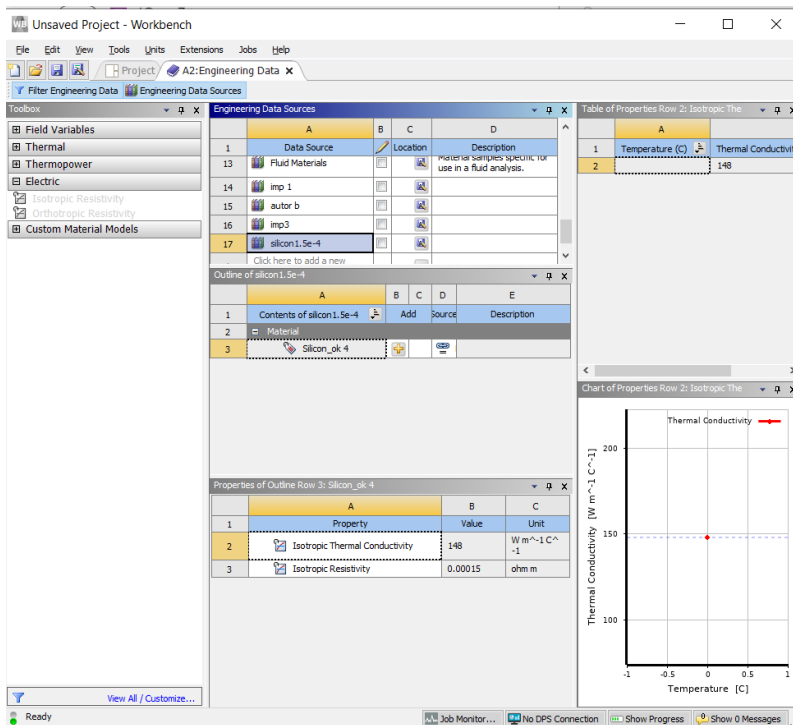 Unsaved Project - Workbench
File Edit View Tools Units Extensions Jobs Help
Project A2:Engineering Data
Filter Engineering Data Engineering Data Sources
Toolbox
Field Variables
Thermal
Thermopower
Electric
Isotropic Resistivity
Orthotropic Resistivity
Custom Material Models
View All / Customize...
Engineering Data Sources
A B C D
1 Data Source Location Description
13 Fluid Materials Material samples specific for
use in a fluid analysis.
14 imp 1
15 autor b
16 imp3
17 silicon1.5e-4
Click here to add a new
Outline of silicon1.5e-4
A B C D E
1 Contents of silicon1.5e-4 Add Source Description
2 Material
3 Silicon_ok 4
Properties of Outline Row 3: Silicon_ok 4
A B C
1 Property Value Unit
2 Isotropic Thermal Conductivity 148 W m^-1 C^
-1
3 Isotropic Resistivity 0.00015 ohm m
Table of Properties Row 2: Isotropic The
A
1 Temperature (C) Thermal Conductivit
2 148
Chart of Properties Row 2: Isotropic The
Thermal Conductivity
Thermal Conductivity [W m^-1 C^-1]
200
150
100
-1 -0.5 0 0.5 1
Temperature [C]
Ready
Job Monitor... No DPS Connection Show Progress Show 0 Messages